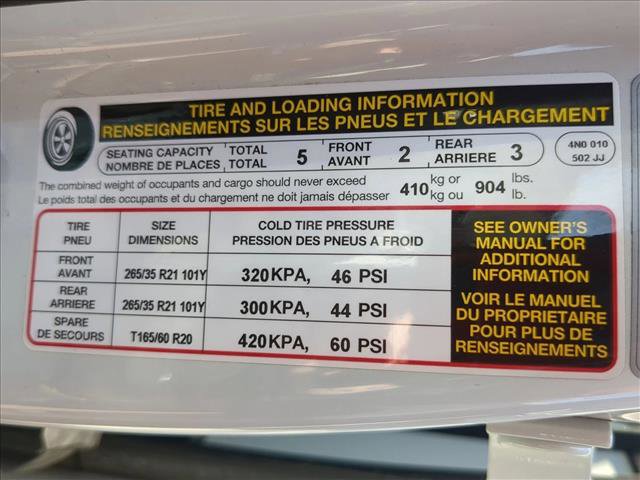 TIRE AND LOADING INFORMATION
RENSEIGNEMENTS SUR LES PNEUS ET LE CHARGEMENT
SEATING CAPACITY TOTAL 5 FRONT 2 REAR 3
NOMBRE DE PLACES TOTAL AVANT ARRIERE
4N0 010
502 JJ
The combined weight of occupants and cargo should never exceed 410 kg or 904 lbs.
Le poids total des occupants et du chargement ne doit jamais dépasser kg ou lb.
TIRE SIZE COLD TIRE PRESSURE
PNEU DIMENSIONS PRESSION DES PNEUS A FROID
FRONT
AVANT 265/35 R21 101Y 320KPA, 46 PSI
REAR
ARRIERE 265/35 R21 101Y 300KPA, 44 PSI
SPARE
DE SECOURS T165/60 R20 420KPA, 60 PSI
SEE OWNER'S
MANUAL FOR
ADDITIONAL
INFORMATION
VOIR LE MANUEL
DU PROPRIETAIRE
POUR PLUS DE
RENSEIGNEMENTS